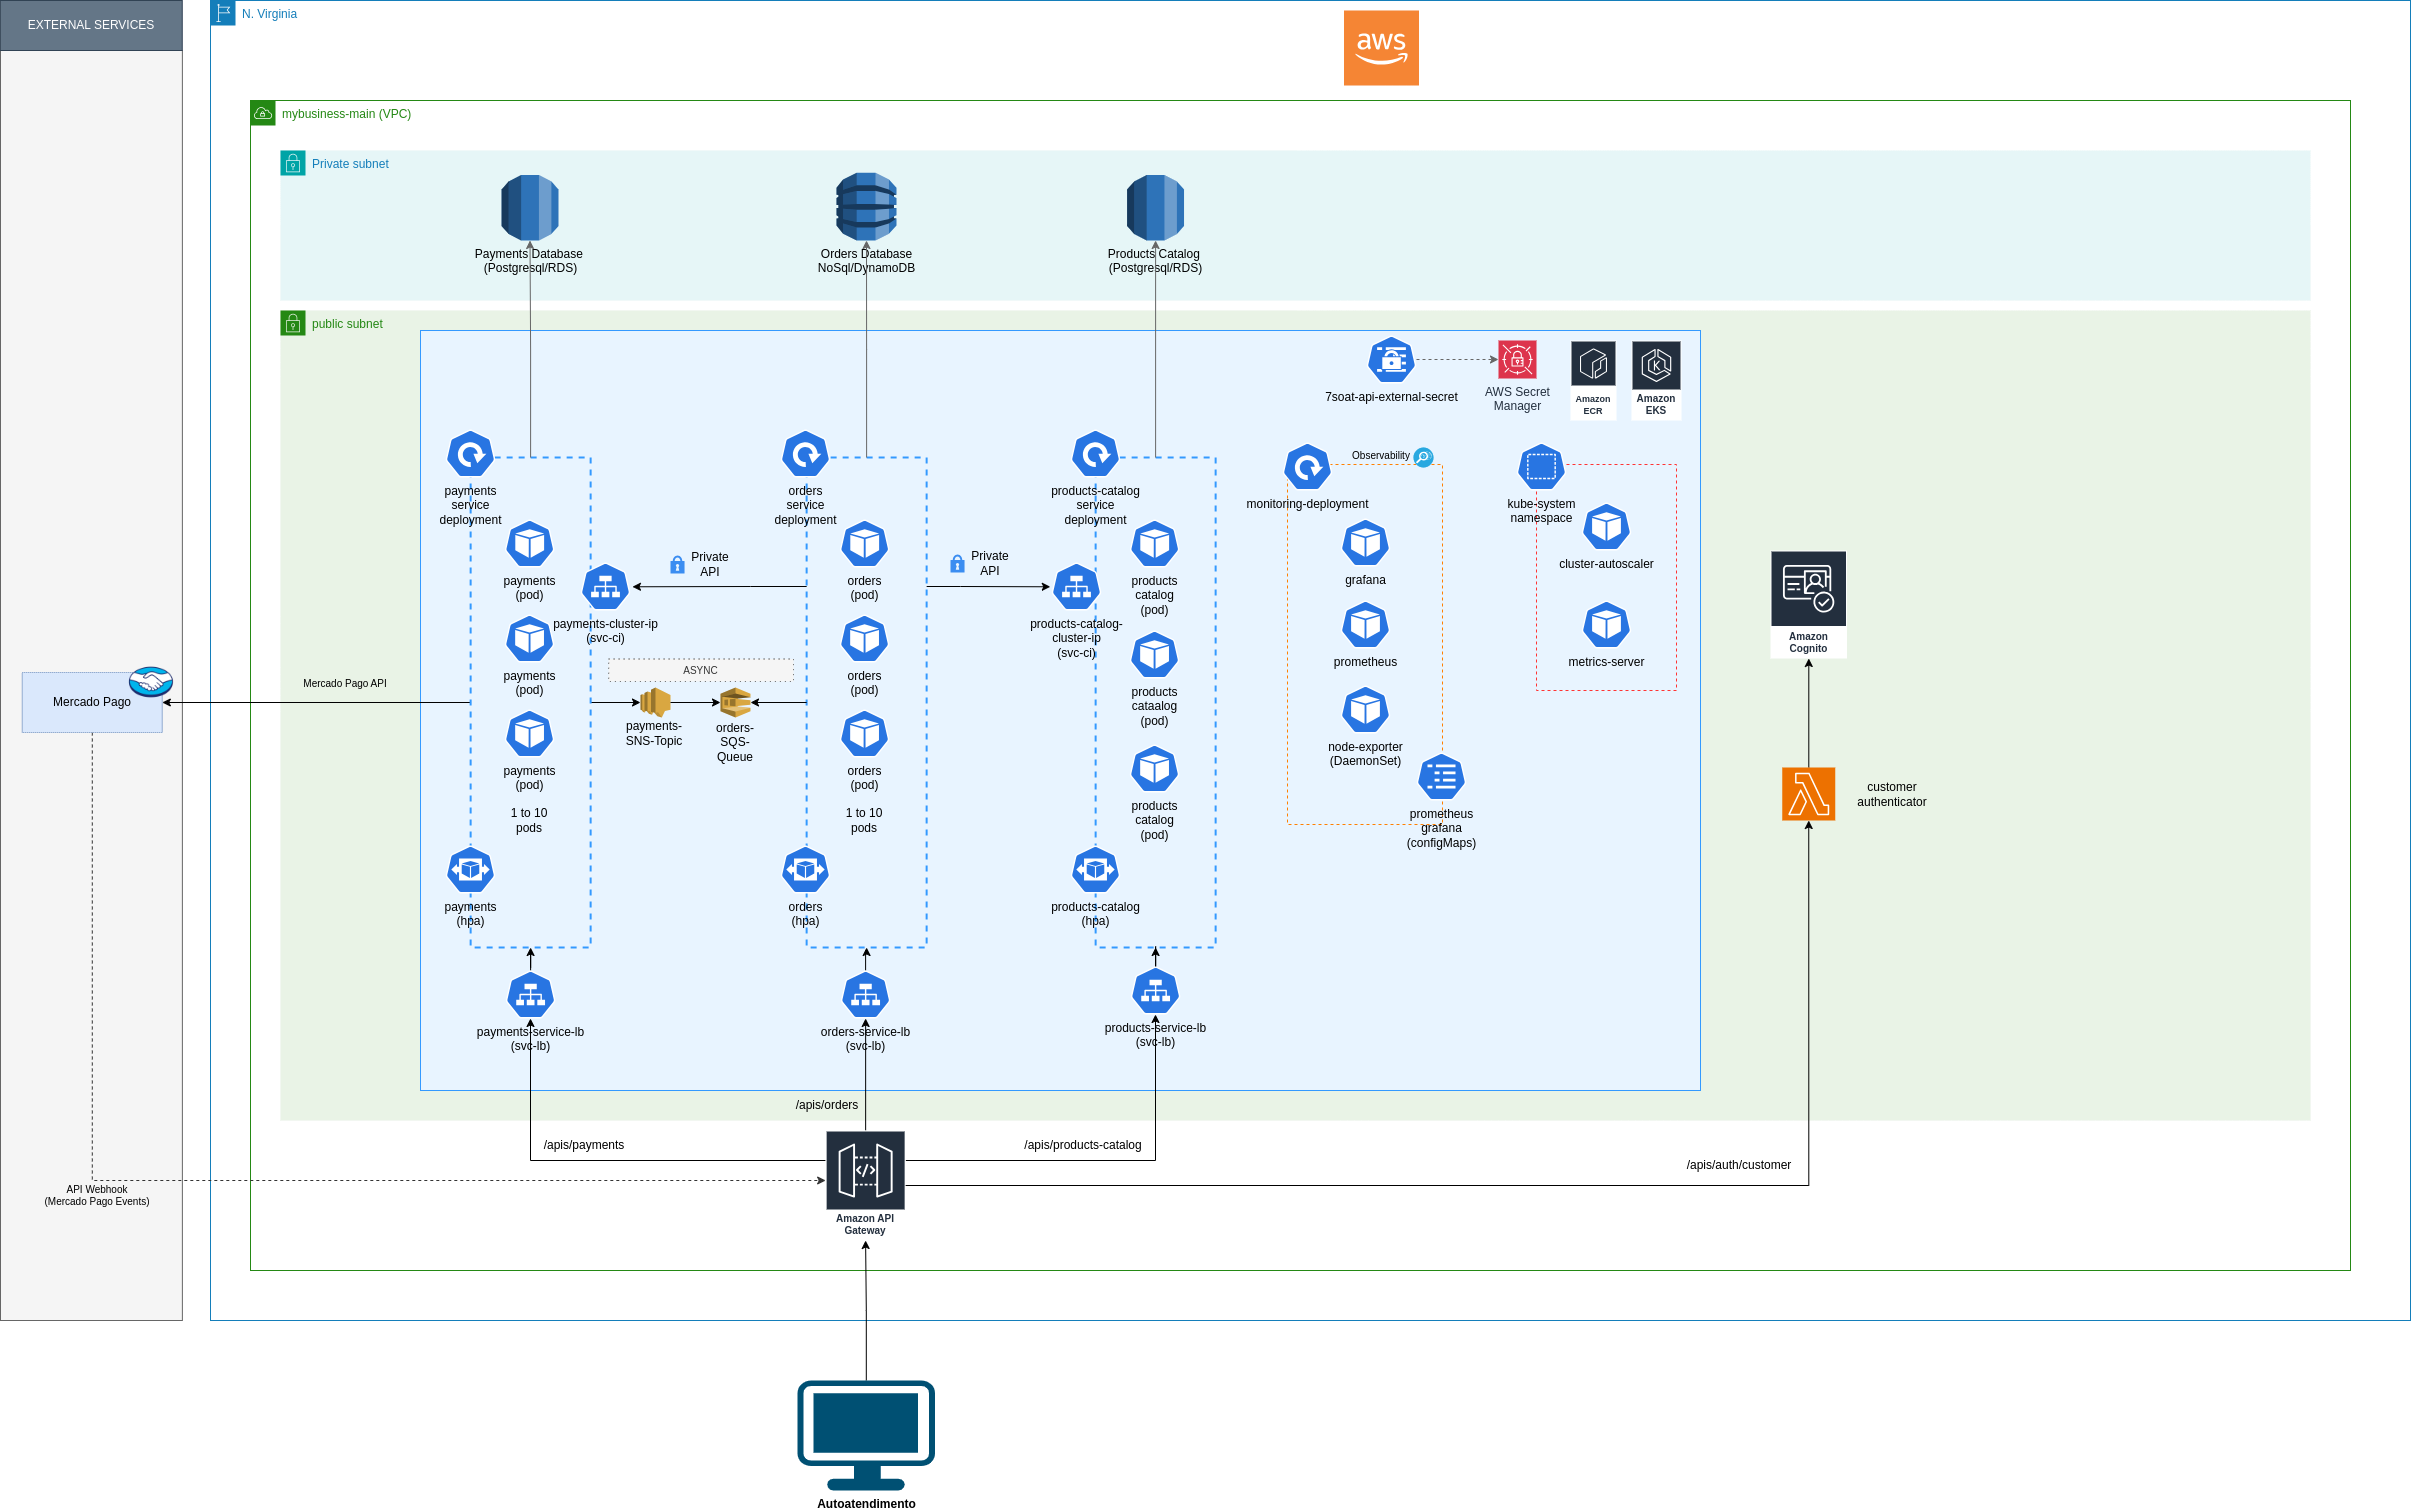 EXTERNAL SERVICES
N. Virginia
aws
mybusiness-main (VPC)
Private subnet
Payments Database
(Postgresql/RDS)
Orders Database
NoSql/DynamoDB
Products Catalog
(Postgresql/RDS)
public subnet
7soat-api-external-secret
AWS Secret
Manager
Amazon
ECR
Amazon
EKS
payments
service
deployment
orders
service
deployment
products-catalog
service
deployment
monitoring-deployment
Observability
kube-system
namespace
payments
(pod)
payments
(pod)
payments
(pod)
1 to 10
pods
payments
(hpa)
payments-cluster-ip
(svc-ci)
Private
API
ASYNC
payments-
SNS-Topic
orders-
SQS-
Queue
orders
(pod)
orders
(pod)
orders
(pod)
1 to 10
pods
orders
(hpa)
Private
API
products-catalog-
cluster-ip
(svc-ci)
products
catalog
(pod)
products
cataalog
(pod)
products
catalog
(pod)
products-catalog
(hpa)
grafana
prometheus
node-exporter
(DaemonSet)
prometheus
grafana
(configMaps)
cluster-autoscaler
metrics-server
Amazon
Cognito
customer
authenticator
Mercado Pago
Mercado Pago API
payments-service-lb
(svc-lb)
orders-service-lb
(svc-lb)
products-service-lb
(svc-lb)
/apis/orders
/apis/payments
/apis/products-catalog
/apis/auth/customer
API Webhook
(Mercado Pago Events)
Amazon API
Gateway
Autoatendimento